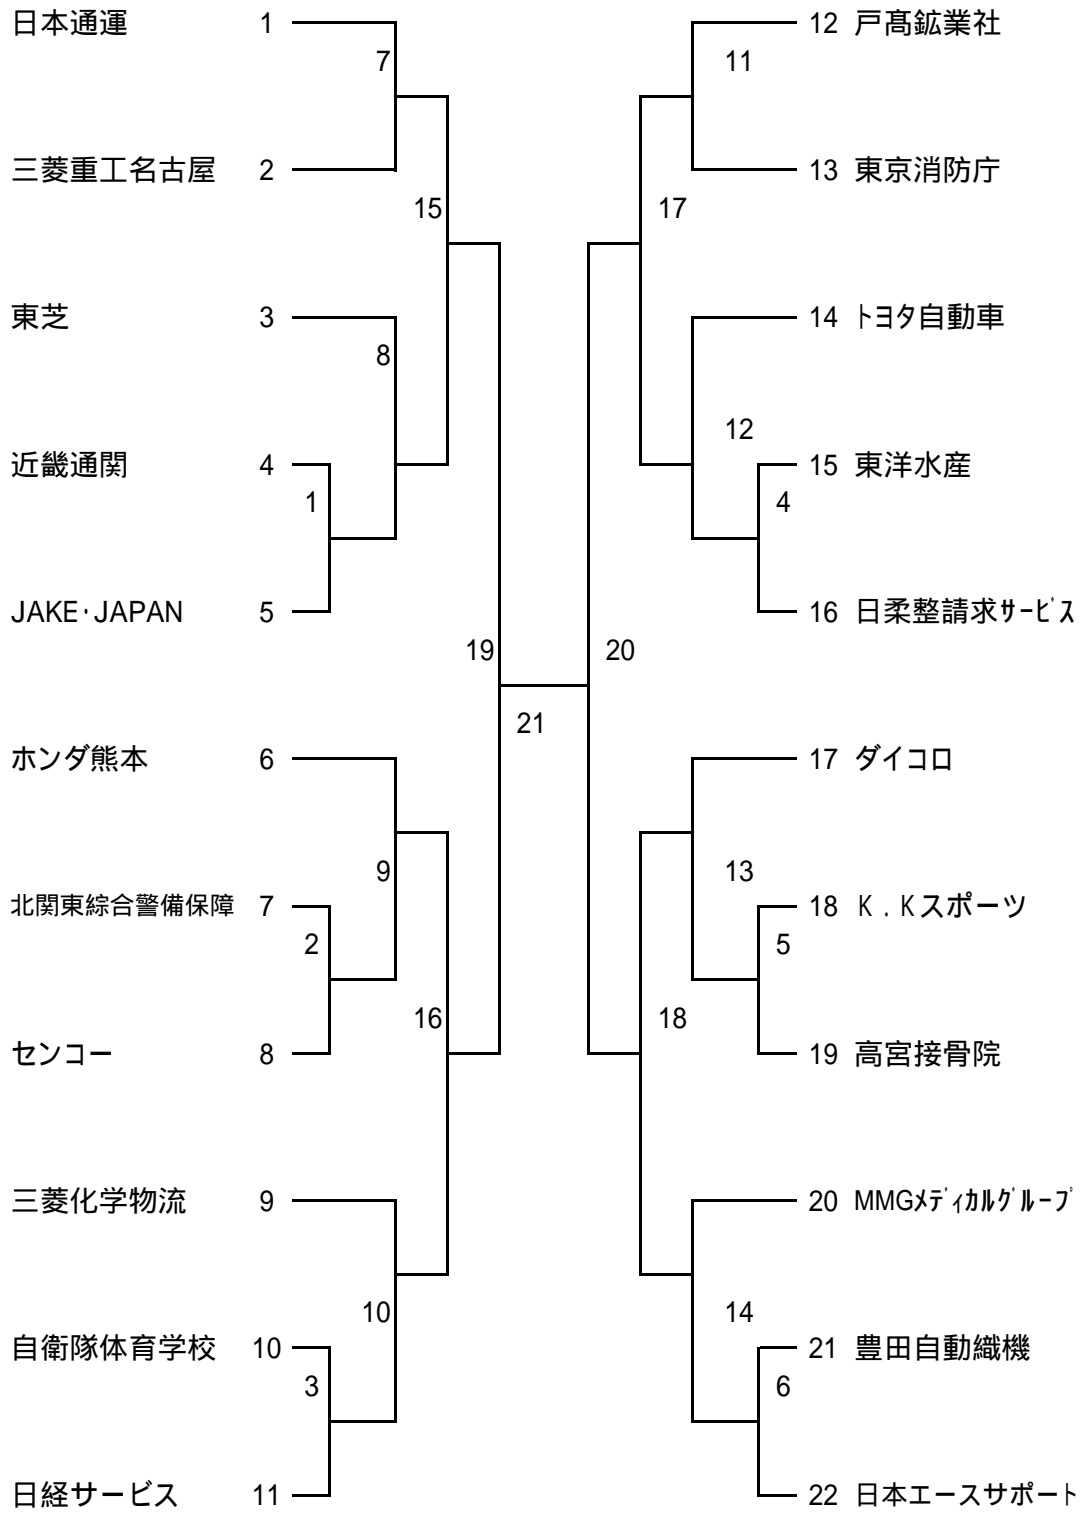 日本通運 1
7
三菱重工名古屋 2
15
東芝 3
8
近畿通関 4
1
JAKE・JAPAN 5
19
ホンダ熊本 6
9
北関東綜合警備保障 7
2
センコー 8
16
三菱化学物流 9
10
自衛隊体育学校 10
3
日経サービス 11
21
12 戸髙鉱業社
11
13 東京消防庁
17
14 トヨタ自動車
12
15 東洋水産
4
16 日柔整請求ｻｰﾋﾞｽ
20
17 ダイコロ
13
18 Ｋ．Ｋスポーツ
5
19 高宮接骨院
18
20 MMGﾒﾃﾞｨｶﾙｸﾞﾙｰﾌﾟ
14
21 豊田自動織機
6
22 日本エースサポート